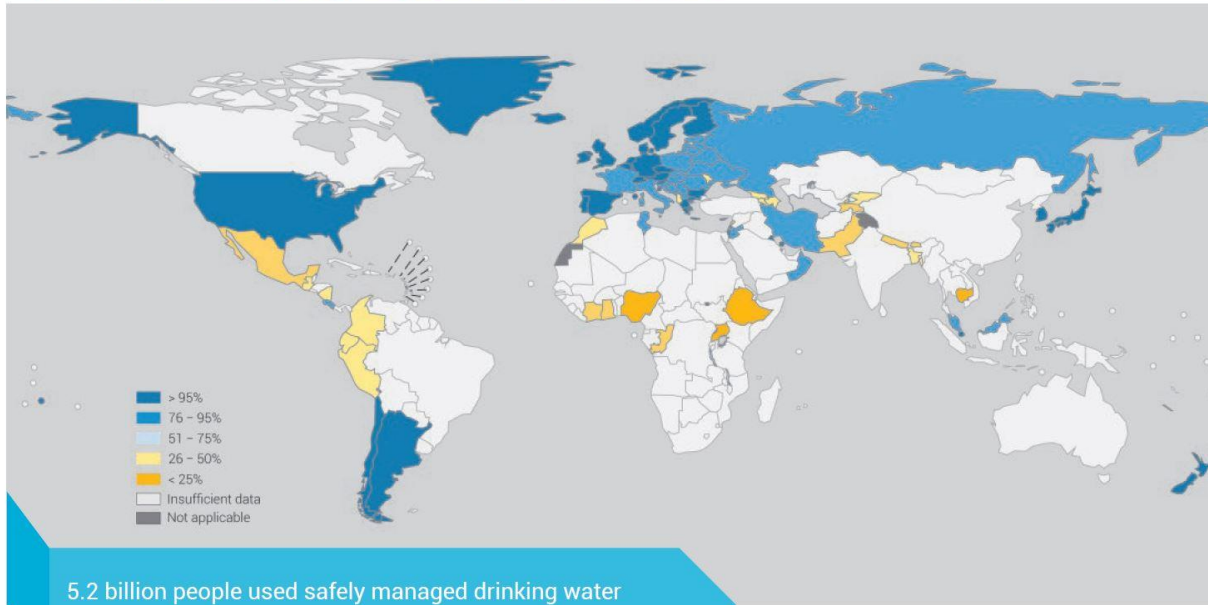 > 95%
76 – 95%
51 – 75%
26 – 50%
< 25%
Insufficient data
Not applicable
5.2 billion people used safely managed drinking water